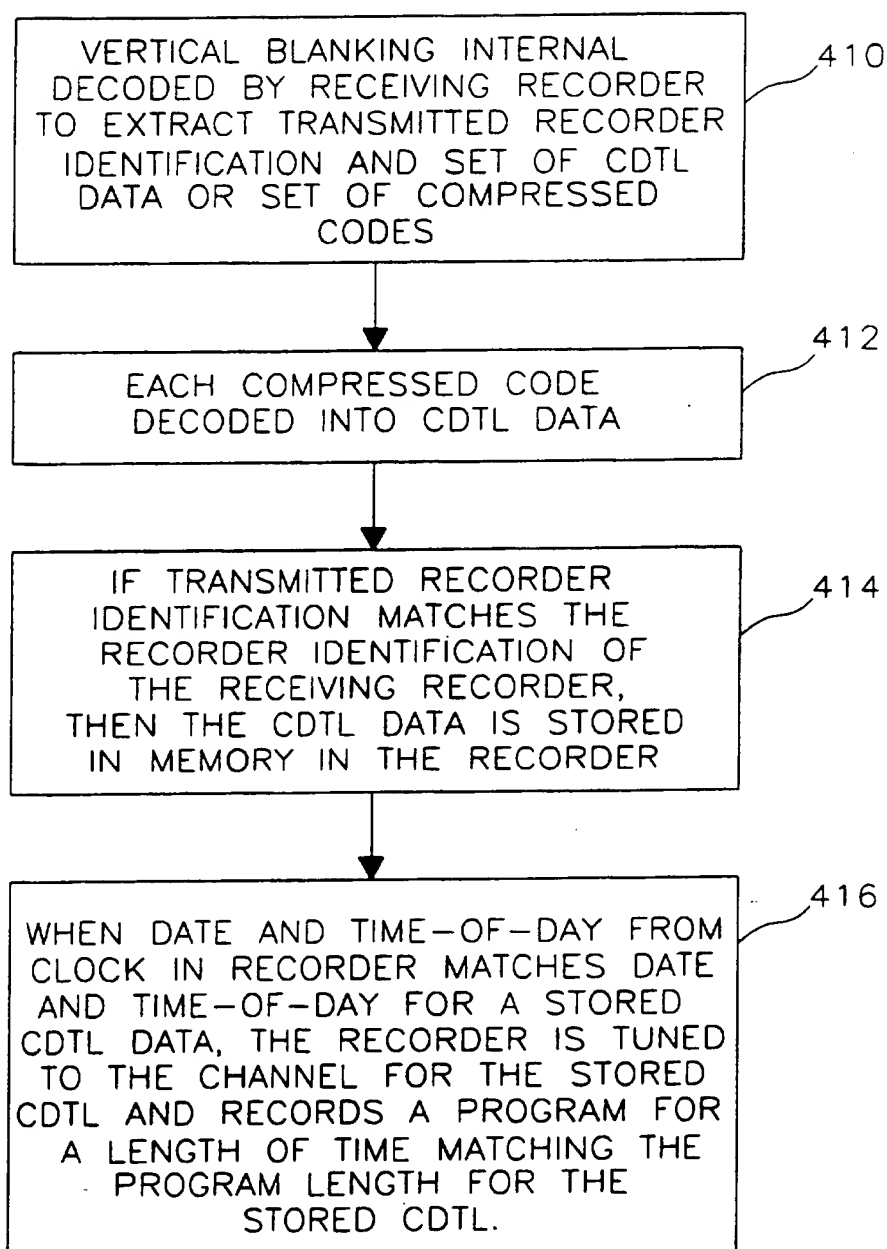 VERTICAL BLANKING INTERNAL
DECODED BY RECEIVING RECORDER
TO EXTRACT TRANSMITTED RECORDER
IDENTIFICATION AND SET OF CDTL
DATA OR SET OF COMPRESSED
CODES
410
EACH COMPRESSED CODE
DECODED INTO CDTL DATA
412
IF TRANSMITTED RECORDER
IDENTIFICATION MATCHES THE
RECORDER IDENTIFICATION OF
THE RECEIVING RECORDER,
THEN THE CDTL DATA IS STORED
IN MEMORY IN THE RECORDER
414
WHEN DATE AND TIME-OF-DAY FROM
CLOCK IN RECORDER MATCHES DATE
AND TIME-OF-DAY FOR A STORED
CDTL DATA, THE RECORDER IS TUNED
TO THE CHANNEL FOR THE STORED
CDTL AND RECORDS A PROGRAM FOR
A LENGTH OF TIME MATCHING THE
PROGRAM LENGTH FOR THE
STORED CDTL.
416